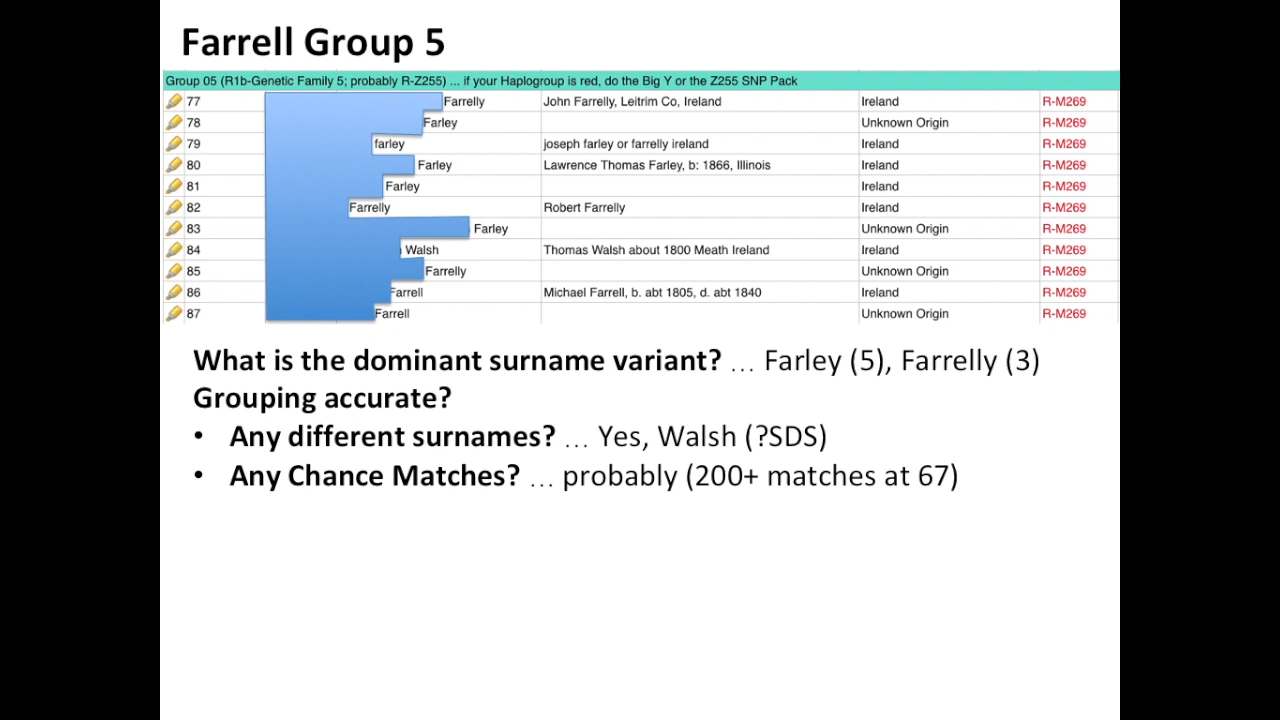 Farrell Group 5
Group 05 (R1b-Genetic Family 5; probably R-Z255) ... if your Haplogroup is red, do the Big Y or the Z255 SNP Pack
77 Farrelly John Farrelly, Leitrim Co, Ireland Ireland R-M269
78 Farley Unknown Origin R-M269
79 farley joseph farley or farrelly ireland Ireland R-M269
80 Farley Lawrence Thomas Farley, b: 1866, Illinois Ireland R-M269
81 Farley Ireland R-M269
82 Farrelly Robert Farrelly Ireland R-M269
83 Farley Unknown Origin R-M269
84 Walsh Thomas Walsh about 1800 Meath Ireland Ireland R-M269
85 Farrelly Unknown Origin R-M269
86 Farrell Michael Farrell, b. abt 1805, d. abt 1840 Ireland R-M269
87 Farrell Unknown Origin R-M269
What is the dominant surname variant? ... Farley (5), Farrelly (3)
Grouping accurate?
• Any different surnames? ... Yes, Walsh (?SDS)
• Any Chance Matches? ... probably (200+ matches at 67)